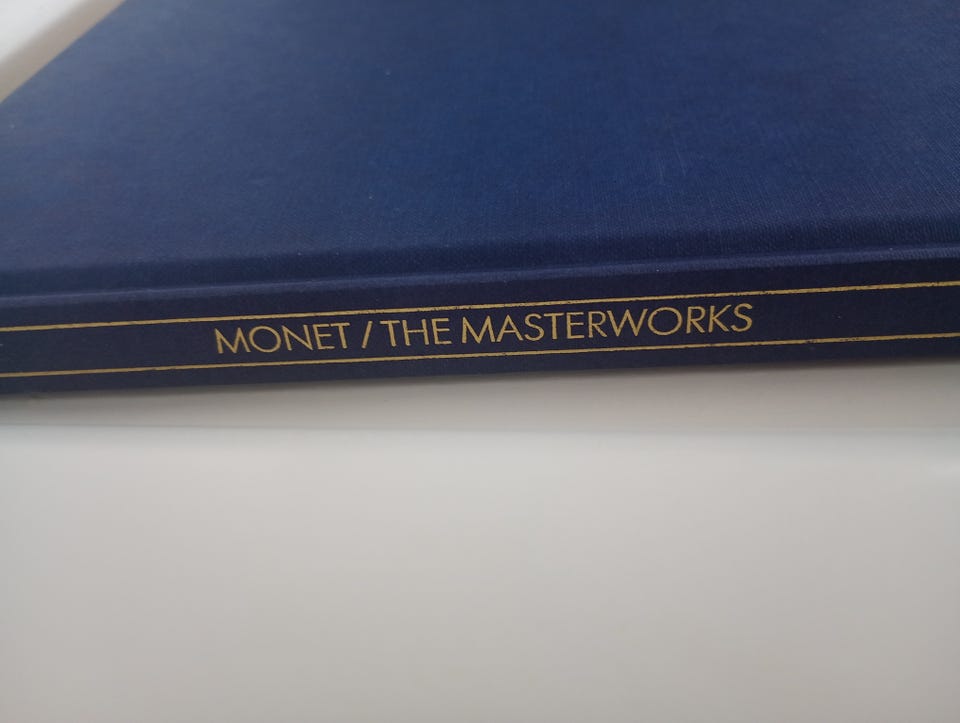 MONET / THE MASTERWORKS